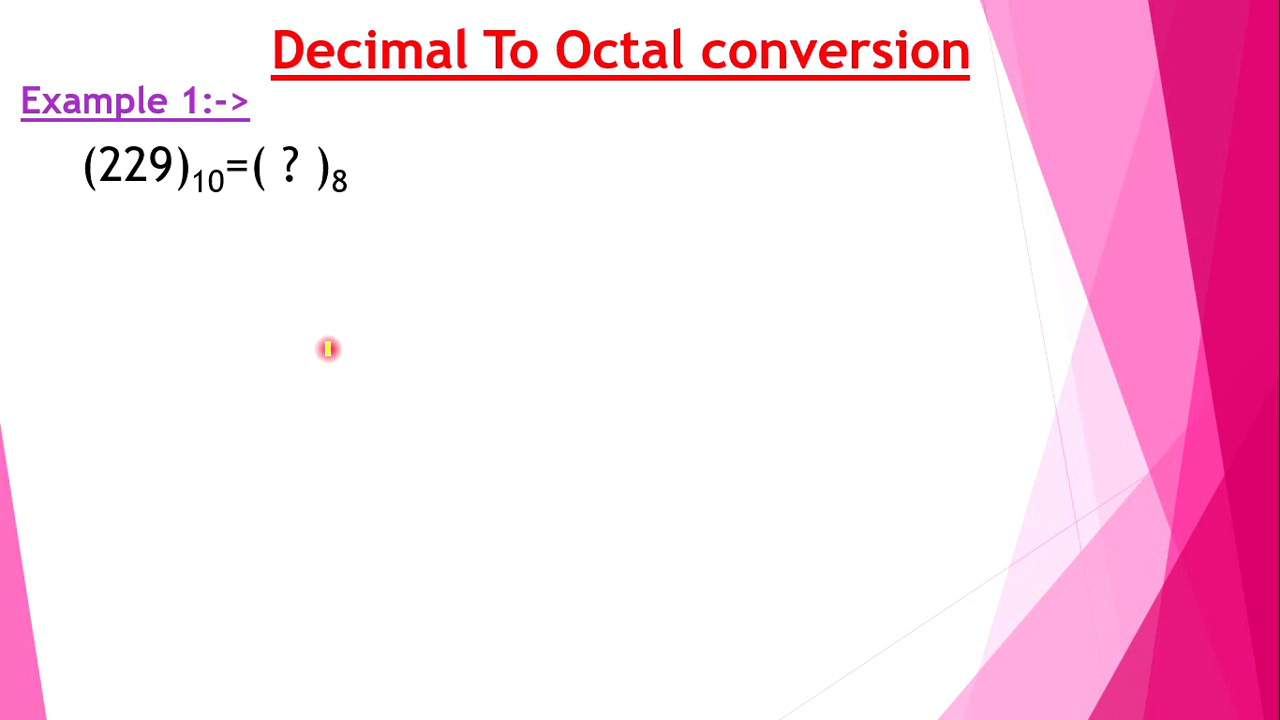 Decimal To Octal conversion
Example 1:->
(229)₁₀=( ? )₈